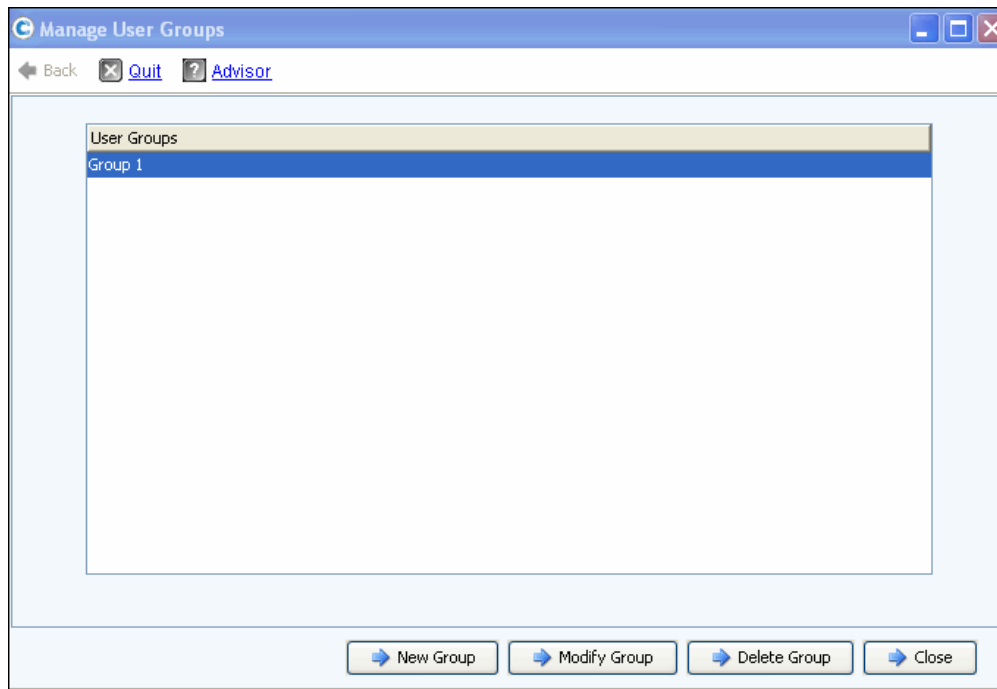 Manage User Groups
Back Quit Advisor
User Groups
Group 1
New Group Modify Group Delete Group Close